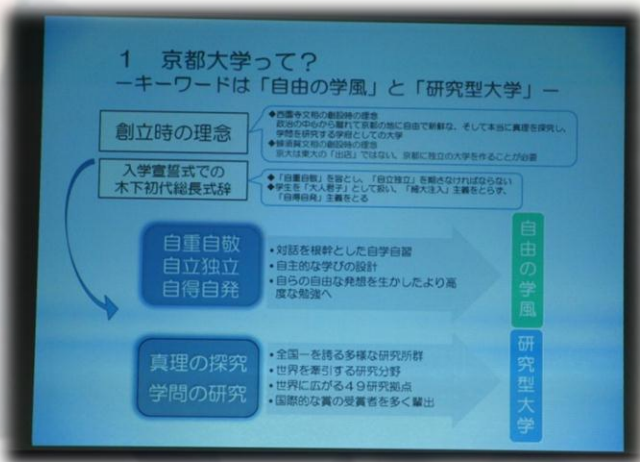 1 京都大学って?
－キーワードは「自由の学風」と「研究型大学」－
創立時の理念
◆西園寺文相の創設時の理念
政治の中心から離れて京都の地に自由で新鮮な、そして本当に真理を探究し、
学問を研究する学府としての大学
◆蜂須賀文相の創設時の理念
京大は東大の「出店」ではない。京都に独立の大学を作ることが必要
入学宣誓式での
木下初代総長式辞
◆「自重自敬」を旨とし、「自立独立」を期さなければならない
◆学生を「大人君子」として扱い、「細大注入」主義をとらず、
「自得自発」主義をとる
自重自敬
自立独立
自得自発
•対話を根幹とした自学自習
•自主的な学びの設計
•自らの自由な発想を生かしたより高
度な勉強へ
自由の学風
真理の探究
学問の研究
•全国一を誇る多様な研究所群
•世界を牽引する研究分野
•世界に広がる49研究拠点
•国際的な賞の受賞者を多く輩出
研究型大学